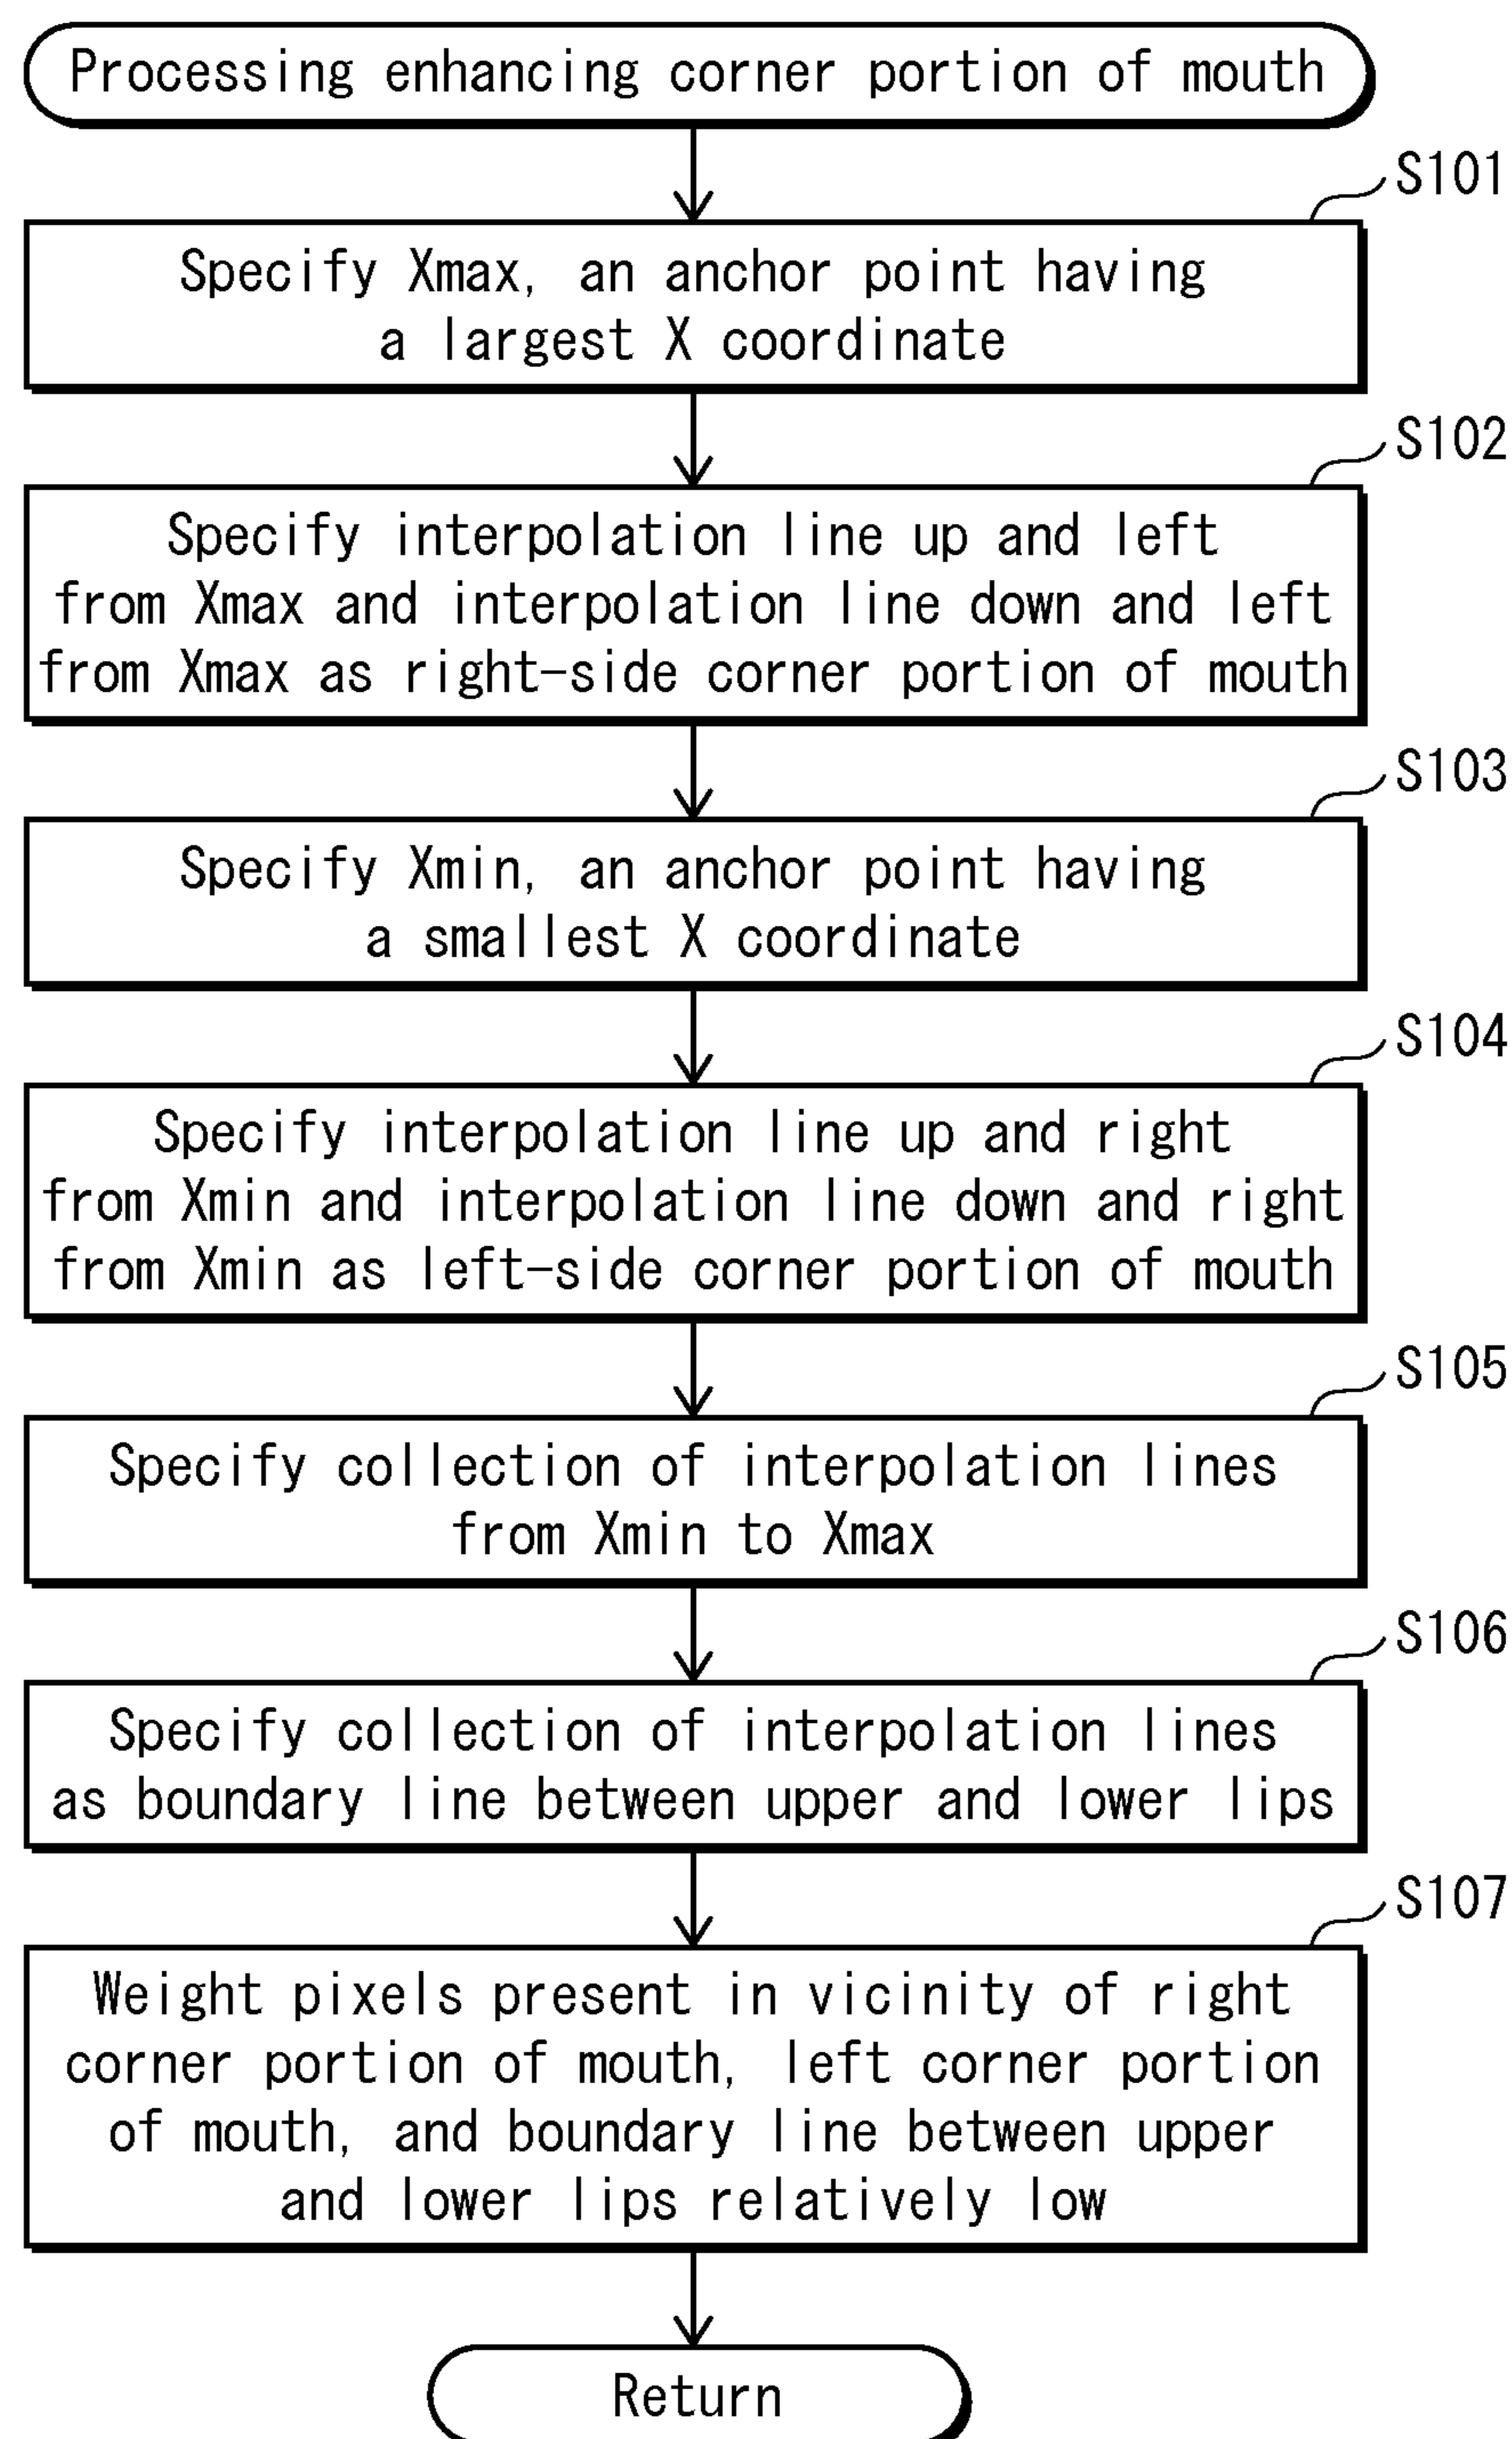 Processing enhancing corner portion of mouth
S101
Specify Xmax, an anchor point having
a largest X coordinate
S102
Specify interpolation line up and left
from Xmax and interpolation line down and left
from Xmax as right-side corner portion of mouth
S103
Specify Xmin, an anchor point having
a smallest X coordinate
S104
Specify interpolation line up and right
from Xmin and interpolation line down and right
from Xmin as left-side corner portion of mouth
S105
Specify collection of interpolation lines
from Xmin to Xmax
S106
Specify collection of interpolation lines
as boundary line between upper and lower lips
S107
Weight pixels present in vicinity of right
corner portion of mouth, left corner portion
of mouth, and boundary line between upper
and lower lips relatively low
Return